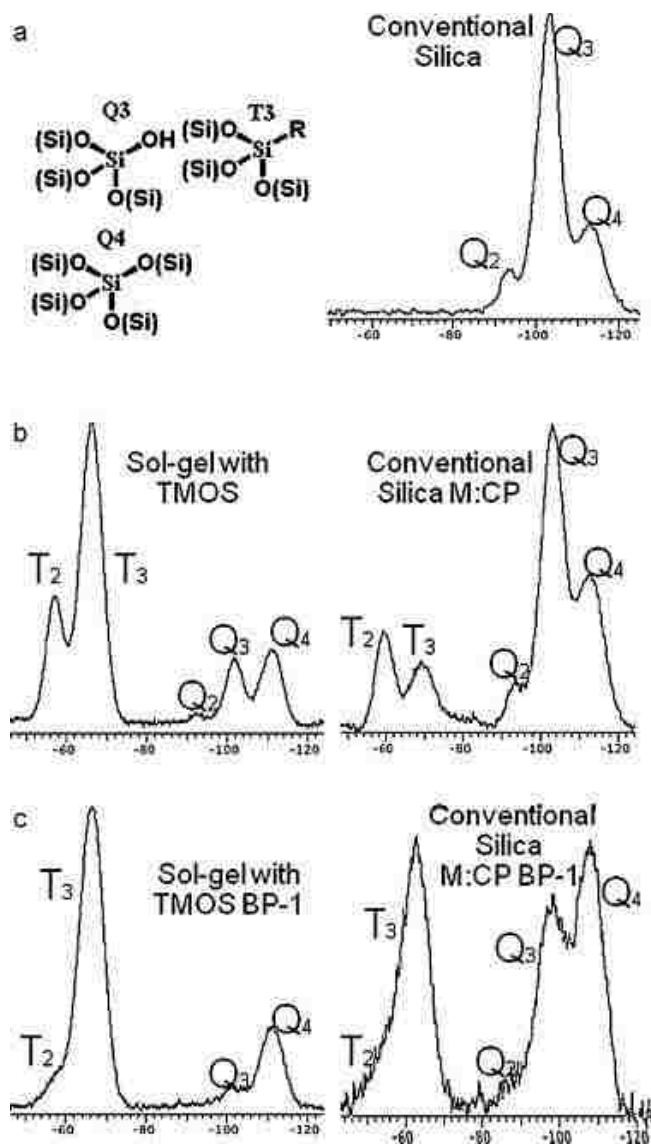 a
Q3
T3
(Si)O OH (Si)O R
Si Si
(Si)O (Si)O
O(Si) O(Si)
Q4
(Si)O O(Si)
Si
(Si)O
O(Si)
Conventional
Silica
Q3
Q2
Q4
-60 -80 -100 -120
b
Sol-gel with
TMOS
T2
T3
Q2
Q3
Q4
-60 -80 -100 -120
Conventional
Silica M:CP
T2
T3
Q2
Q3
Q4
-60 -80 -100 -120
c
Sol-gel with
TMOS BP-1
T3
T2
Q3
Q4
-60 -80 -100 -120
Conventional
Silica
M:CP BP-1
T3
T2
Q3
Q4
-60 -80 -100 -120